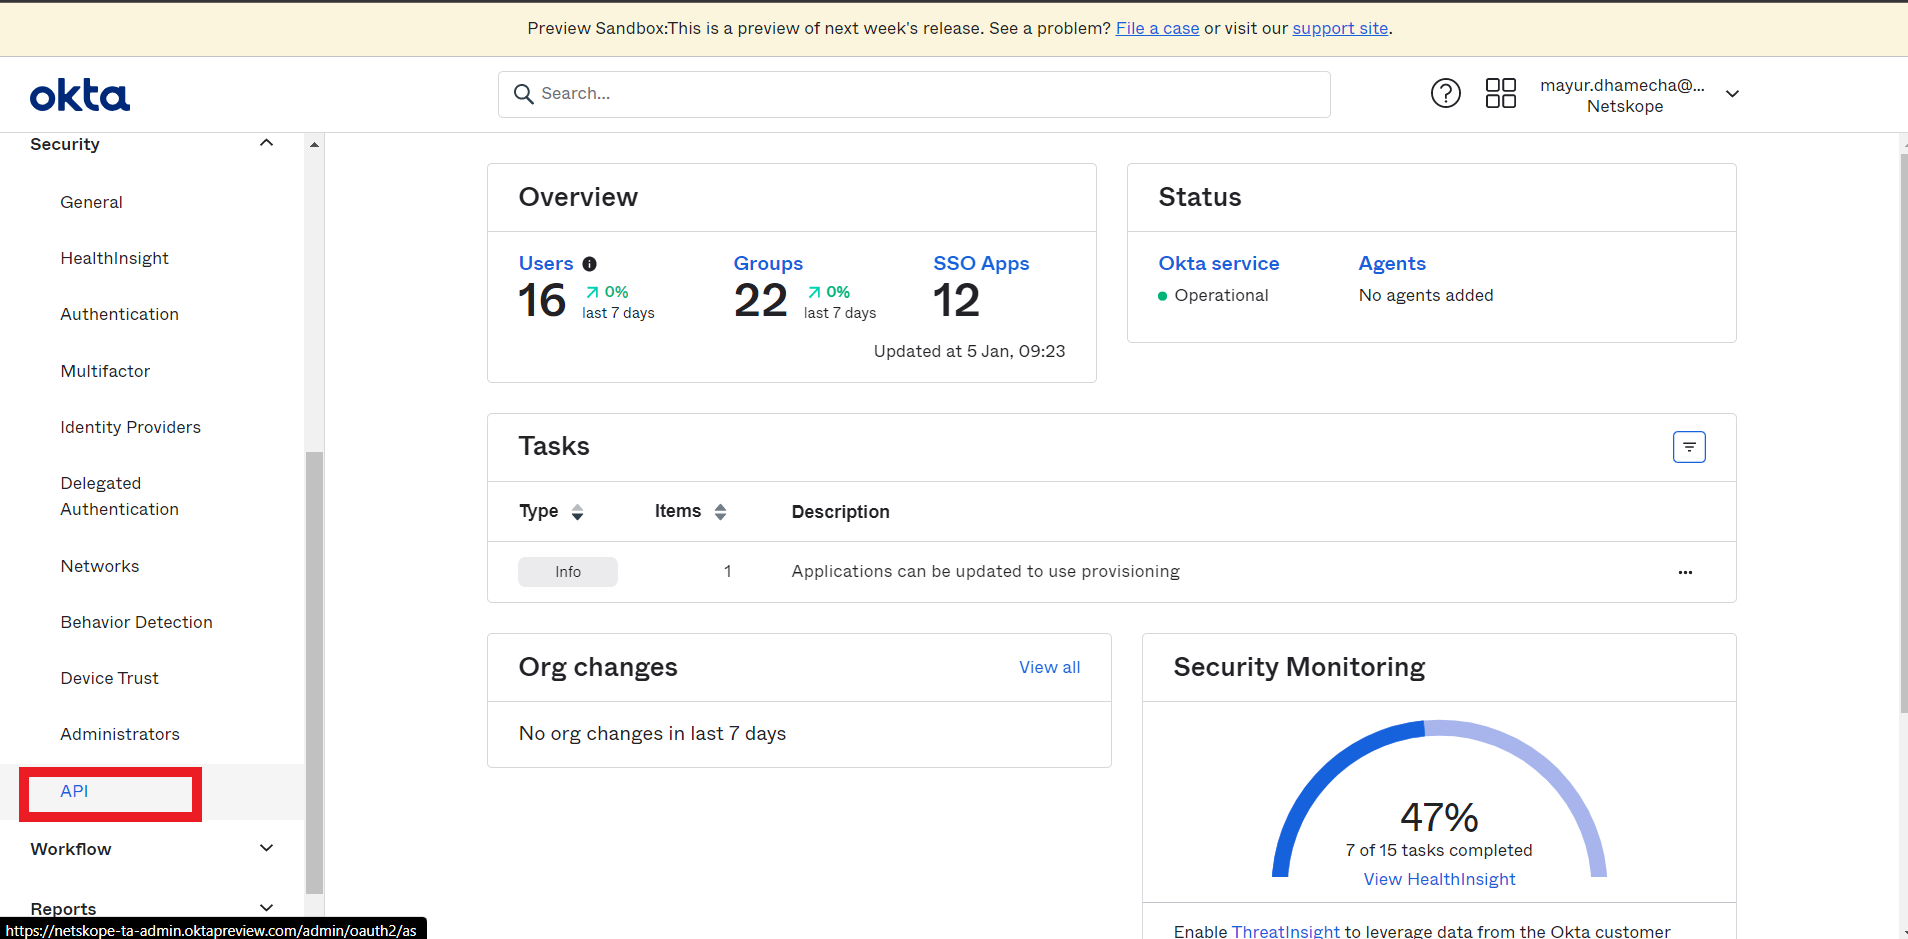 Preview Sandbox:This is a preview of next week's release. See a problem? File a case or visit our support site.
okta
Search...
mayur.dhamecha@...
Netskope
Security
General
HealthInsight
Authentication
Multifactor
Identity Providers
Delegated
Authentication
Networks
Behavior Detection
Device Trust
Administrators
API
Workflow
Reports
https://netskope-ta-admin.oktapreview.com/admin/oauth2/as
Overview
Users Groups SSO Apps
16 0% 22 0% 12
last 7 days last 7 days
Updated at 5 Jan, 09:23
Status
Okta service Agents
Operational No agents added
Tasks
Type Items Description
Info 1 Applications can be updated to use provisioning
Org changes View all
No org changes in last 7 days
Security Monitoring
47%
7 of 15 tasks completed
View HealthInsight
Enable ThreatInsight to leverage data from the Okta customer